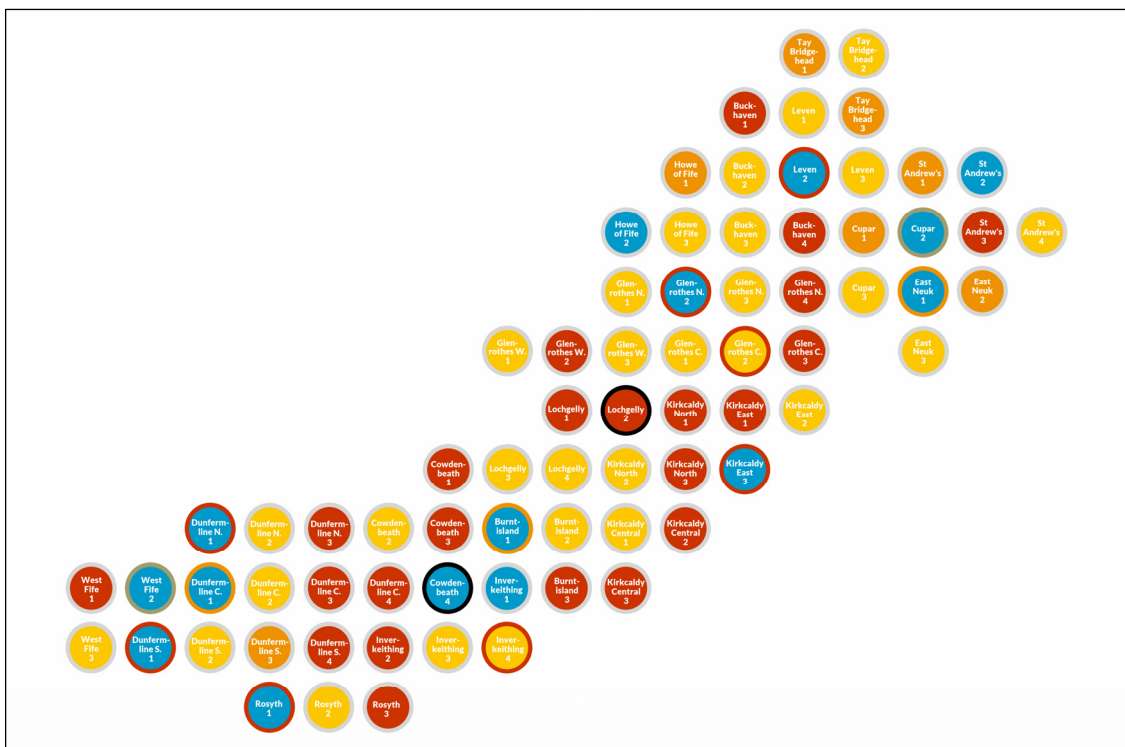 Tay
Bridge-
head
1
Tay
Bridge-
head
2
Buck-
haven
1
Leven
1
Tay
Bridge-
head
3
Howe
of Fife
1
Buck-
haven
2
Leven
2
Leven
3
St
Andrew's
1
St
Andrew's
2
Howe
of Fife
2
Howe
of Fife
3
Buck-
haven
3
Buck-
haven
4
Cupar
1
Cupar
2
St
Andrew's
3
St
Andrew's
4
Glen-
rothes N.
1
Glen-
rothes N.
2
Glen-
rothes N.
3
Glen-
rothes N.
4
Cupar
3
East
Neuk
1
East
Neuk
2
Glen-
rothes W.
1
Glen-
rothes W.
2
Glen-
rothes W.
3
Glen-
rothes C.
1
Glen-
rothes C.
2
Glen-
rothes C.
3
East
Neuk
3
Lochgelly
1
Lochgelly
2
Kirkcaldy
North
1
Kirkcaldy
East
1
Kirkcaldy
East
2
Cowden-
beath
1
Lochgelly
3
Lochgelly
4
Kirkcaldy
North
2
Kirkcaldy
North
3
Kirkcaldy
East
3
Dunferm-
line N.
1
Dunferm-
line N.
2
Dunferm-
line N.
3
Cowden-
beath
2
Cowden-
beath
3
Burnt-
island
1
Burnt-
island
2
Kirkcaldy
Central
1
Kirkcaldy
Central
2
West
Fife
1
West
Fife
2
Dunferm-
line C.
1
Dunferm-
line C.
2
Dunferm-
line C.
3
Dunferm-
line C.
4
Cowden-
beath
4
Inver-
keithing
1
Burnt-
island
3
Kirkcaldy
Central
3
West
Fife
3
Dunferm-
line S.
1
Dunferm-
line S.
2
Dunferm-
line S.
3
Dunferm-
line S.
4
Inver-
keithing
2
Inver-
keithing
3
Inver-
keithing
4
Rosyth
1
Rosyth
2
Rosyth
3